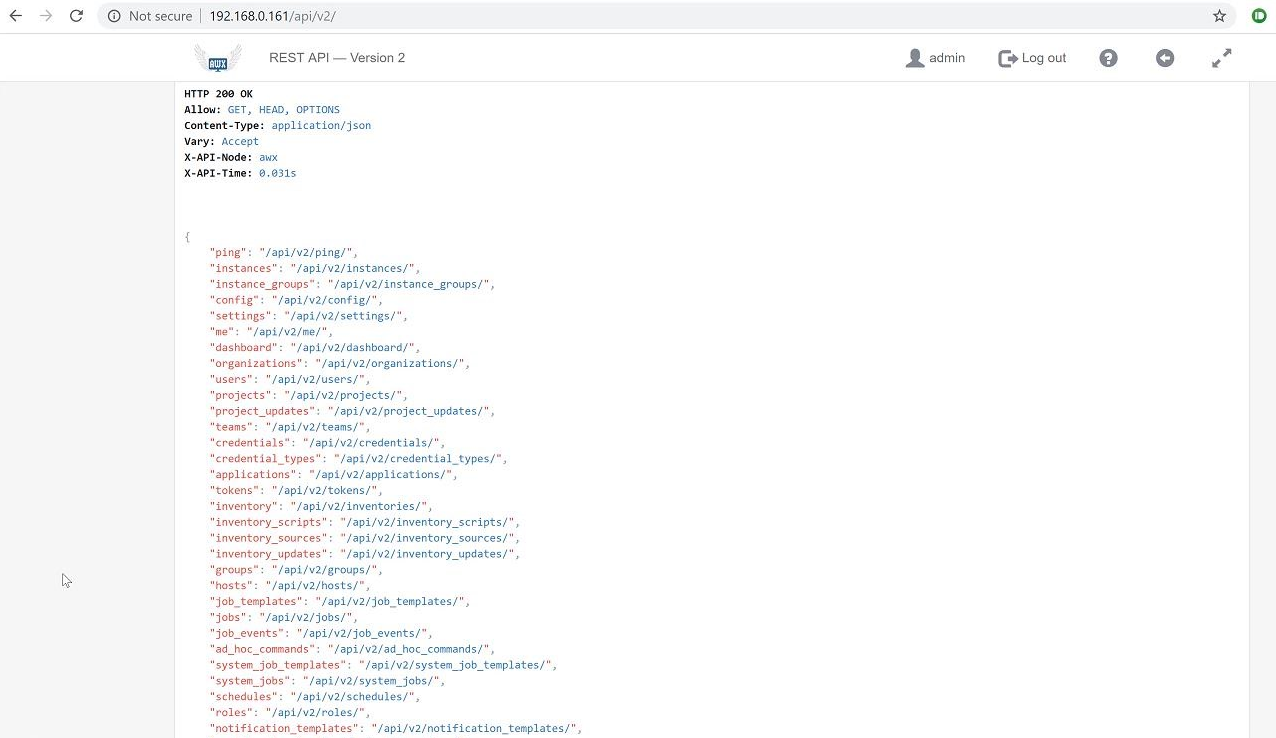 Not secure | 192.168.0.161/api/v2/
AWX REST API — Version 2 admin Log out ?
HTTP 200 OK
Allow: GET, HEAD, OPTIONS
Content-Type: application/json
Vary: Accept
X-API-Node: awx
X-API-Time: 0.031s
{
"ping": "/api/v2/ping/",
"instances": "/api/v2/instances/",
"instance_groups": "/api/v2/instance_groups/",
"config": "/api/v2/config/",
"settings": "/api/v2/settings/",
"me": "/api/v2/me/",
"dashboard": "/api/v2/dashboard/",
"organizations": "/api/v2/organizations/",
"users": "/api/v2/users/",
"projects": "/api/v2/projects/",
"project_updates": "/api/v2/project_updates/",
"teams": "/api/v2/teams/",
"credentials": "/api/v2/credentials/",
"credential_types": "/api/v2/credential_types/",
"applications": "/api/v2/applications/",
"tokens": "/api/v2/tokens/",
"inventory": "/api/v2/inventories/",
"inventory_scripts": "/api/v2/inventory_scripts/",
"inventory_sources": "/api/v2/inventory_sources/",
"inventory_updates": "/api/v2/inventory_updates/",
"groups": "/api/v2/groups/",
"hosts": "/api/v2/hosts/",
"job_templates": "/api/v2/job_templates/",
"jobs": "/api/v2/jobs/",
"job_events": "/api/v2/job_events/",
"ad_hoc_commands": "/api/v2/ad_hoc_commands/",
"system_job_templates": "/api/v2/system_job_templates/",
"system_jobs": "/api/v2/system_jobs/",
"schedules": "/api/v2/schedules/",
"roles": "/api/v2/roles/",
"notification_templates": "/api/v2/notification_templates/",